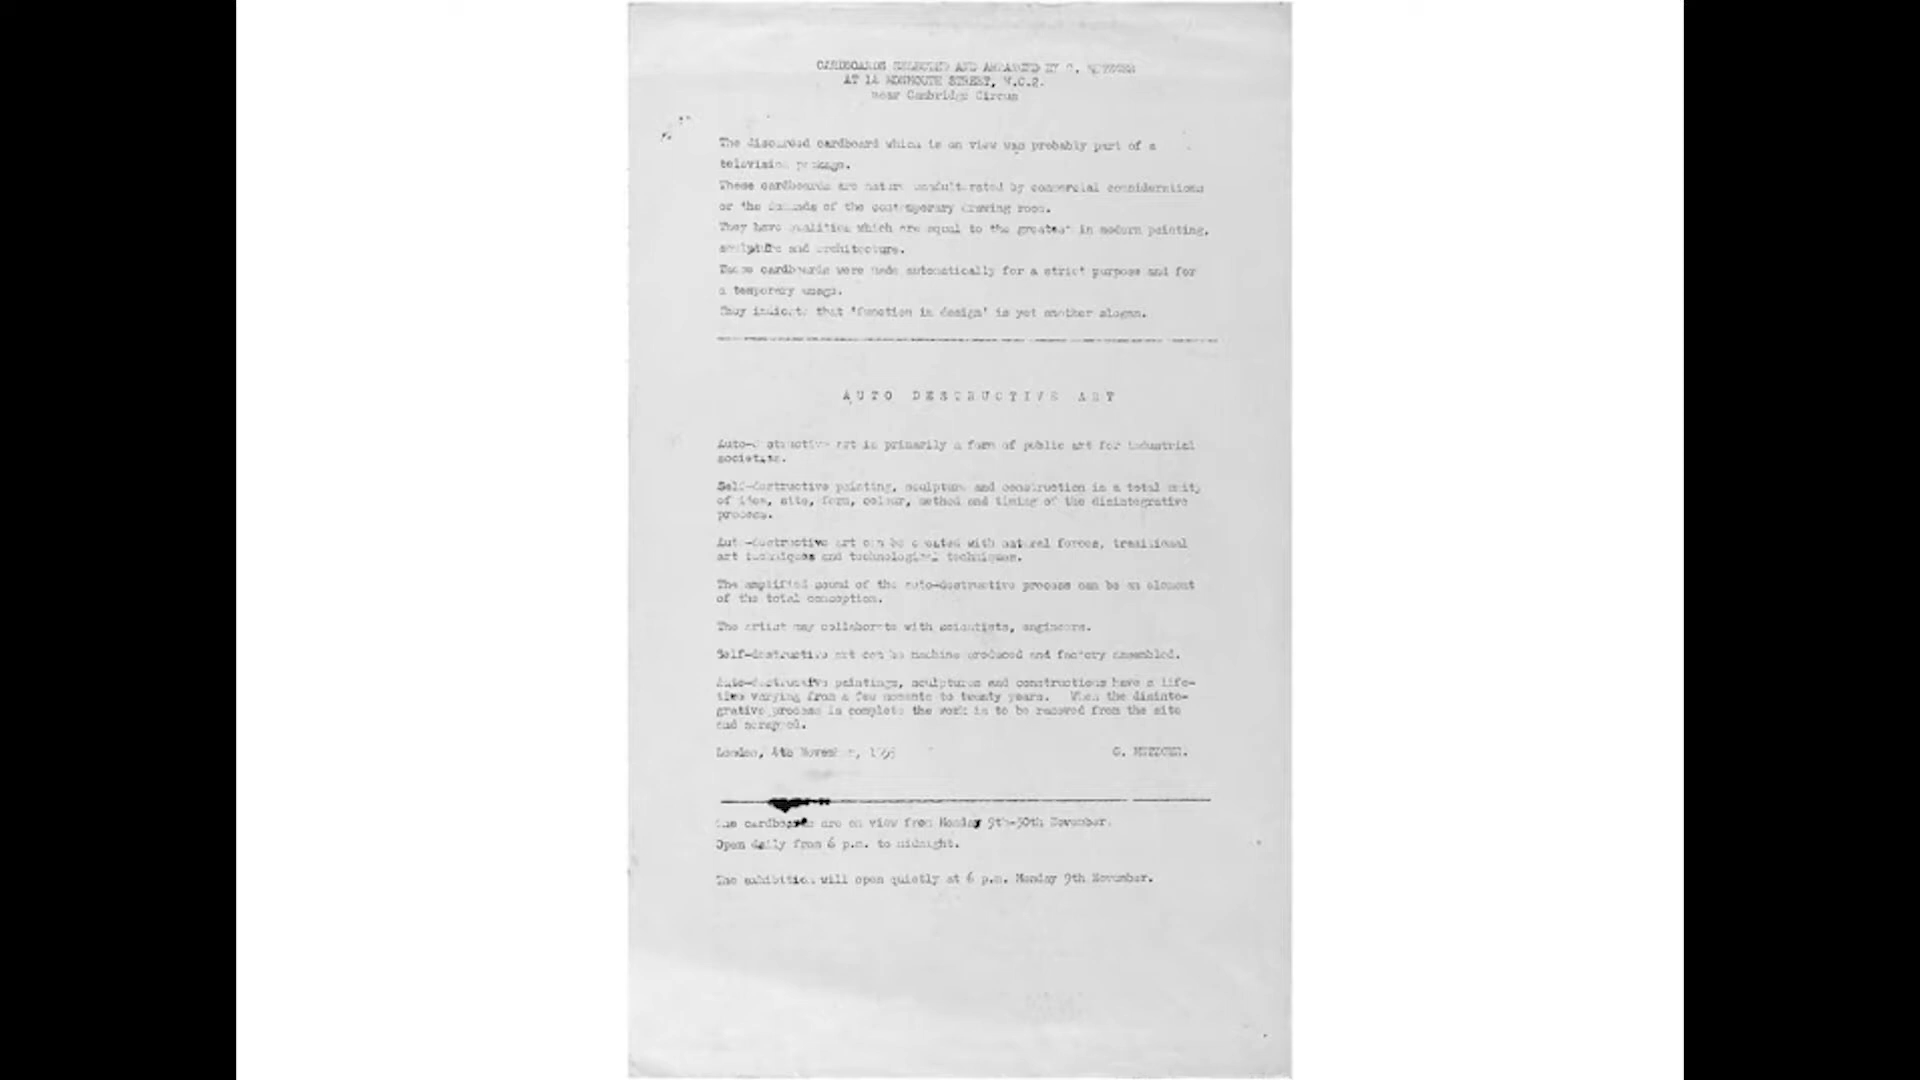 CARDBOARDS SELECTED AND ARRANGED BY G. METZGER
AT 14 MONMOUTH STREET, W.C.2.
near Cambridge Circus
The discarded cardboard which is on view was probably part of a
television package.
These cardboards are nature unadulterated by commercial considerations
or the demands of the contemporary drawing room.
They have qualities which are equal to the greatest in modern painting,
sculpture and architecture.
These cardboards were made automatically for a strict purpose and for
a temporary usage.
They indicate that 'function in design' is yet another slogan.
AUTO DESTRUCTIVE ART
Auto-destructive art is primarily a form of public art for industrial
societies.
Self-destructive painting, sculpture and construction is a total unity
of idea, site, form, colour, method and timing of the disintegrative
process.
Auto-destructive art can be created with natural forces, traditional
art techniques and technological techniques.
The amplified sound of the auto-destructive process can be an element
of the total conception.
The artist may collaborate with scientists, engineers.
Self-destructive art can be machine produced and factory assembled.
Auto-destructive paintings, sculptures and constructions have a life-
time varying from a few moments to twenty years. When the disinte-
grative process is complete the work is to be removed from the site
and scrapped.
London, 4th November, 1959 G. METZGER.
The cardboards are on view from Monday 9th-30th November.
Open daily from 6 p.m. to midnight.
The exhibition will open quietly at 6 p.m. Monday 9th November.